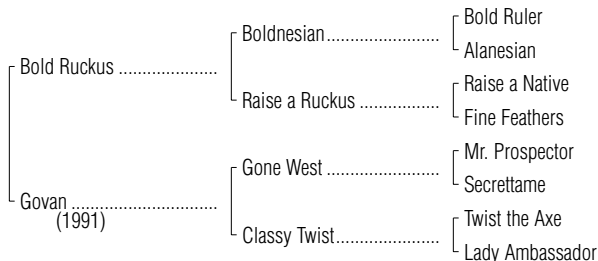 Bold Ruler
Boldnesian
Alanesian
Bold Ruckus
Raise a Native
Raise a Ruckus
Fine Feathers
Mr. Prospector
Gone West
Secrettame
Govan
(1991)
Twist the Axe
Classy Twist
Lady Ambassador